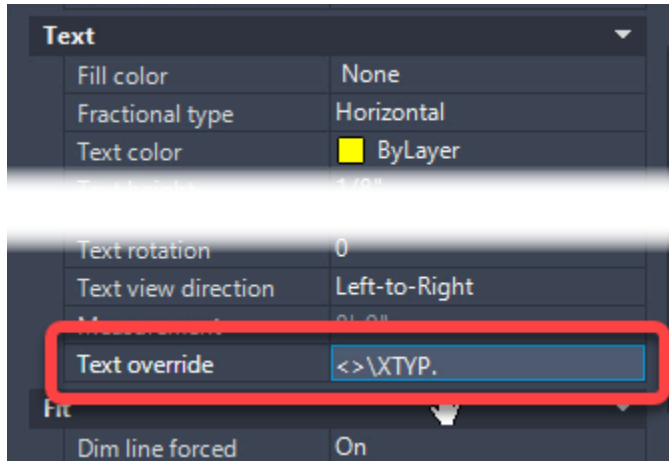 Text
Fill color None
Fractional type Horizontal
Text color ByLayer
Text rotation 0
Text view direction Left-to-Right
Text override <>\XTYP.
Fit
Dim line forced On